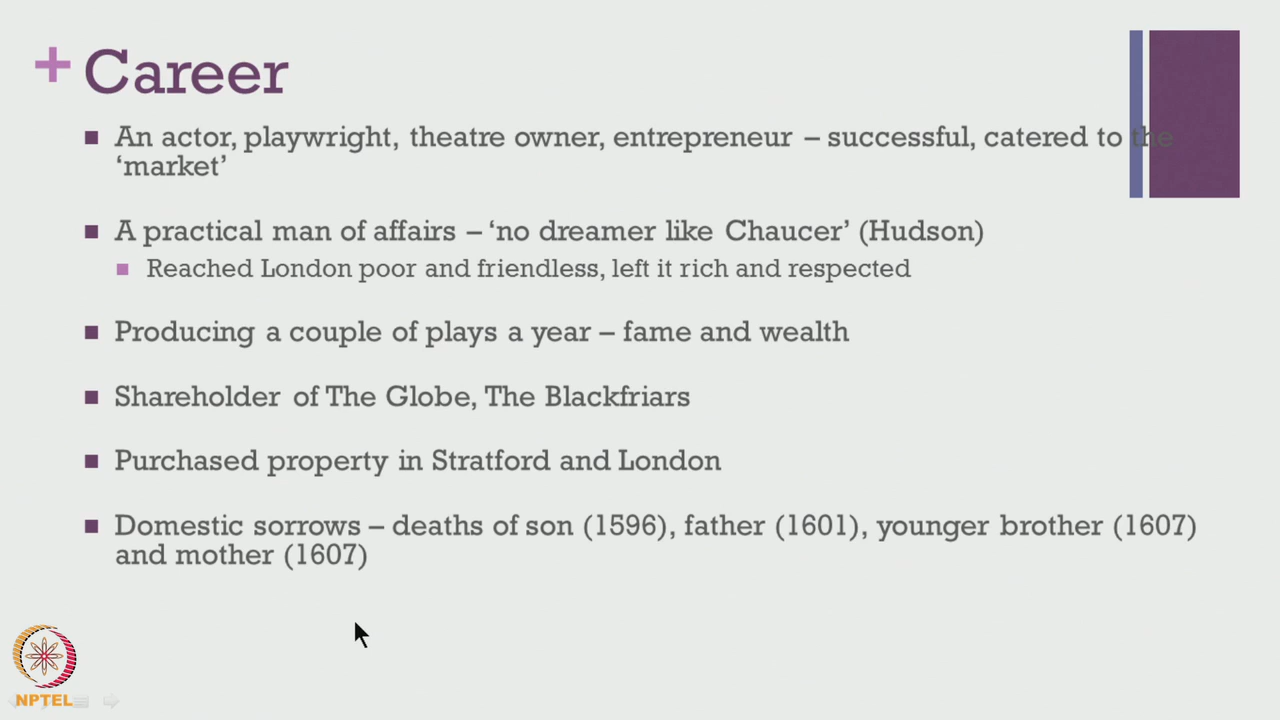 + Career
An actor, playwright, theatre owner, entrepreneur – successful, catered to the
‘market’
A practical man of affairs – ‘no dreamer like Chaucer’ (Hudson)
Reached London poor and friendless, left it rich and respected
Producing a couple of plays a year – fame and wealth
Shareholder of The Globe, The Blackfriars
Purchased property in Stratford and London
Domestic sorrows – deaths of son (1596), father (1601), younger brother (1607)
and mother (1607)
NPTEL